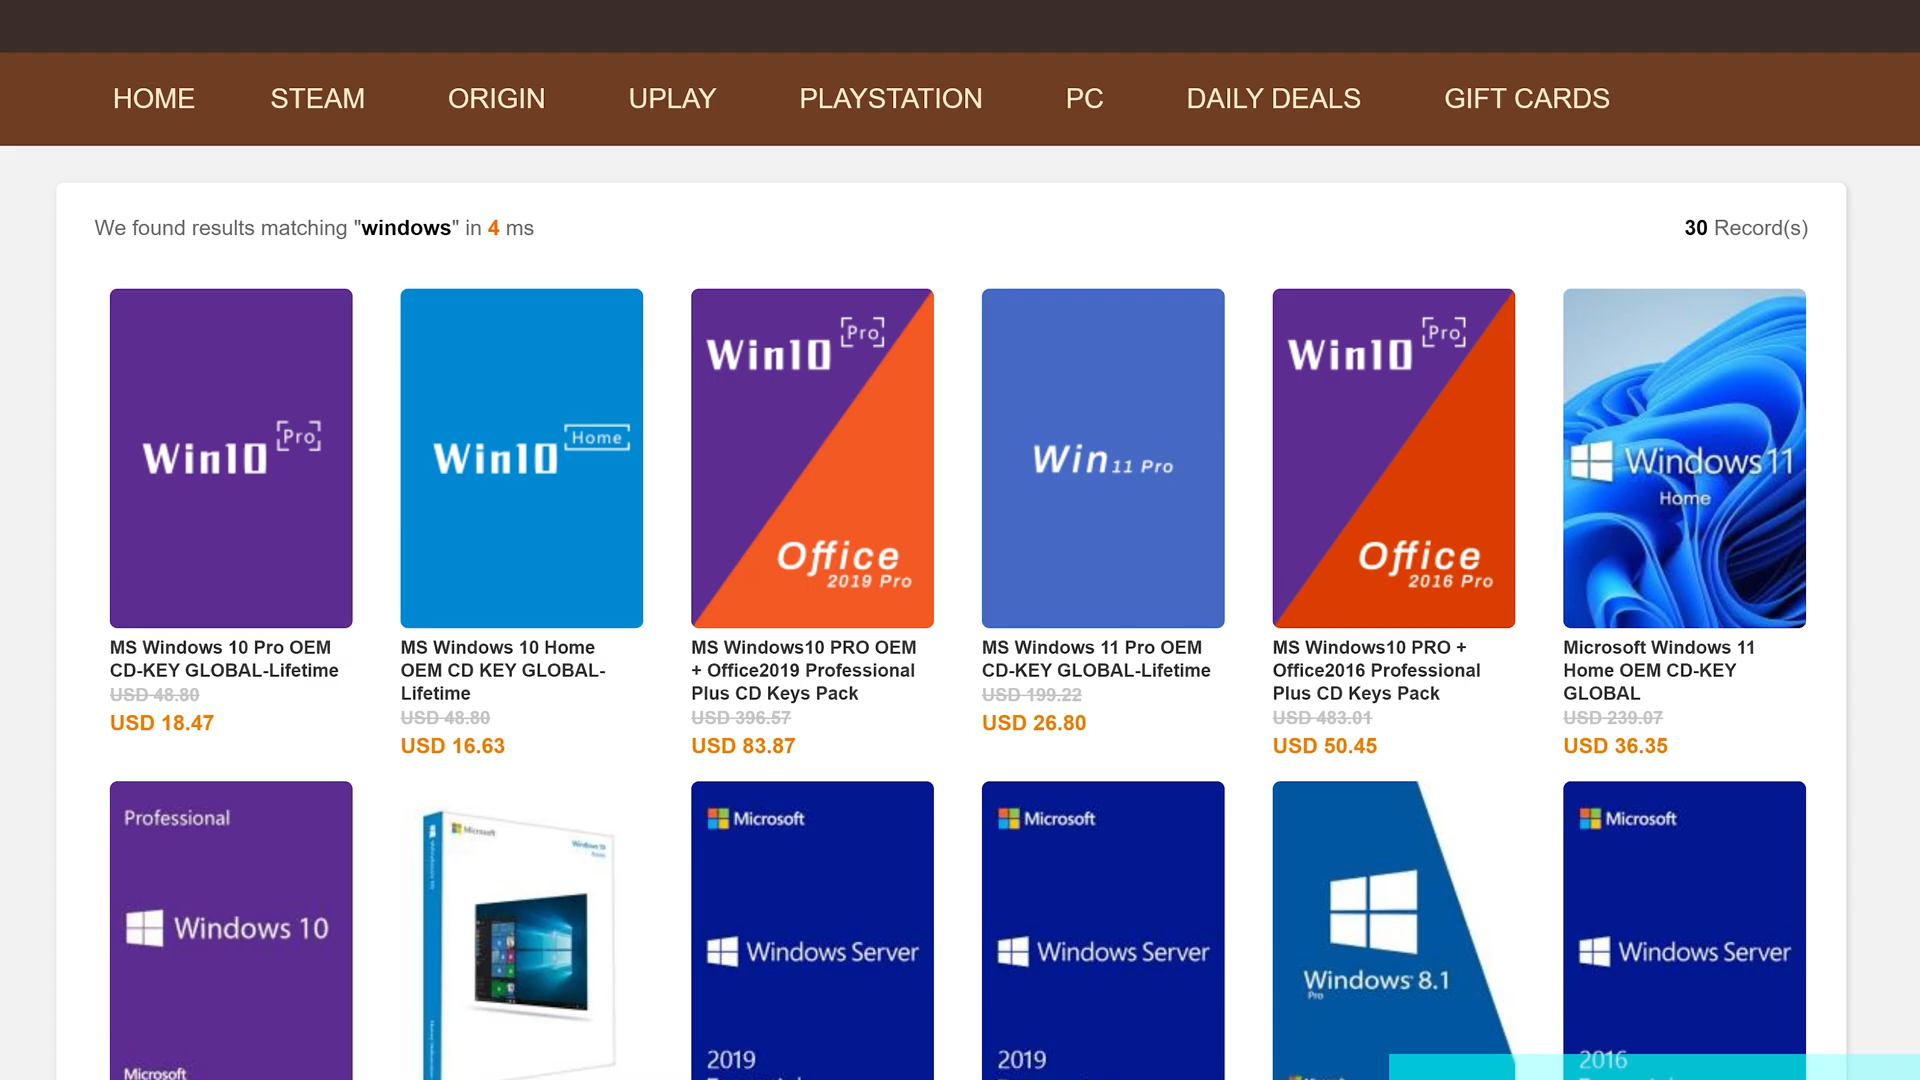 HOME STEAM ORIGIN UPLAY PLAYSTATION PC DAILY DEALS GIFT CARDS
We found results matching "windows" in 4 ms
30 Record(s)
Win10 Pro
Win10 Home
Win10 Pro
Office
2019 Pro
Win 11 Pro
Win10 Pro
Office
2016 Pro
Windows 11
Home
MS Windows 10 Pro OEM
CD-KEY GLOBAL-Lifetime
USD 48.80
USD 18.47
MS Windows 10 Home
OEM CD KEY GLOBAL-
Lifetime
USD 48.80
USD 16.63
MS Windows10 PRO OEM
+ Office2019 Professional
Plus CD Keys Pack
USD 396.57
USD 83.87
MS Windows 11 Pro OEM
CD-KEY GLOBAL-Lifetime
USD 199.22
USD 26.80
MS Windows10 PRO +
Office2016 Professional
Plus CD Keys Pack
USD 483.01
USD 50.45
Microsoft Windows 11
Home OEM CD-KEY
GLOBAL
USD 239.07
USD 36.35
Professional
Windows 10
Microsoft
Microsoft
Windows 10
Microsoft
Windows Server
2019
Microsoft
Windows Server
2019
Windows 8.1
Pro
Microsoft
Windows Server
2016